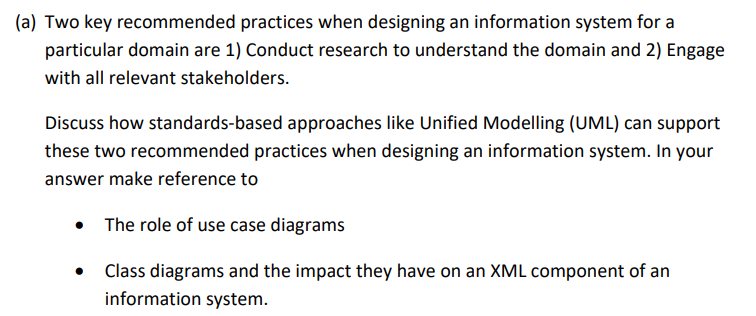 (a) Two key recommended practices when designing an information system for a
particular domain are 1) Conduct research to understand the domain and 2) Engage
with all relevant stakeholders.
Discuss how standards-based approaches like Unified Modelling (UML) can support
these two recommended practices when designing an information system. In your
answer make reference to
• The role of use case diagrams
• Class diagrams and the impact they have on an XML component of an
information system.